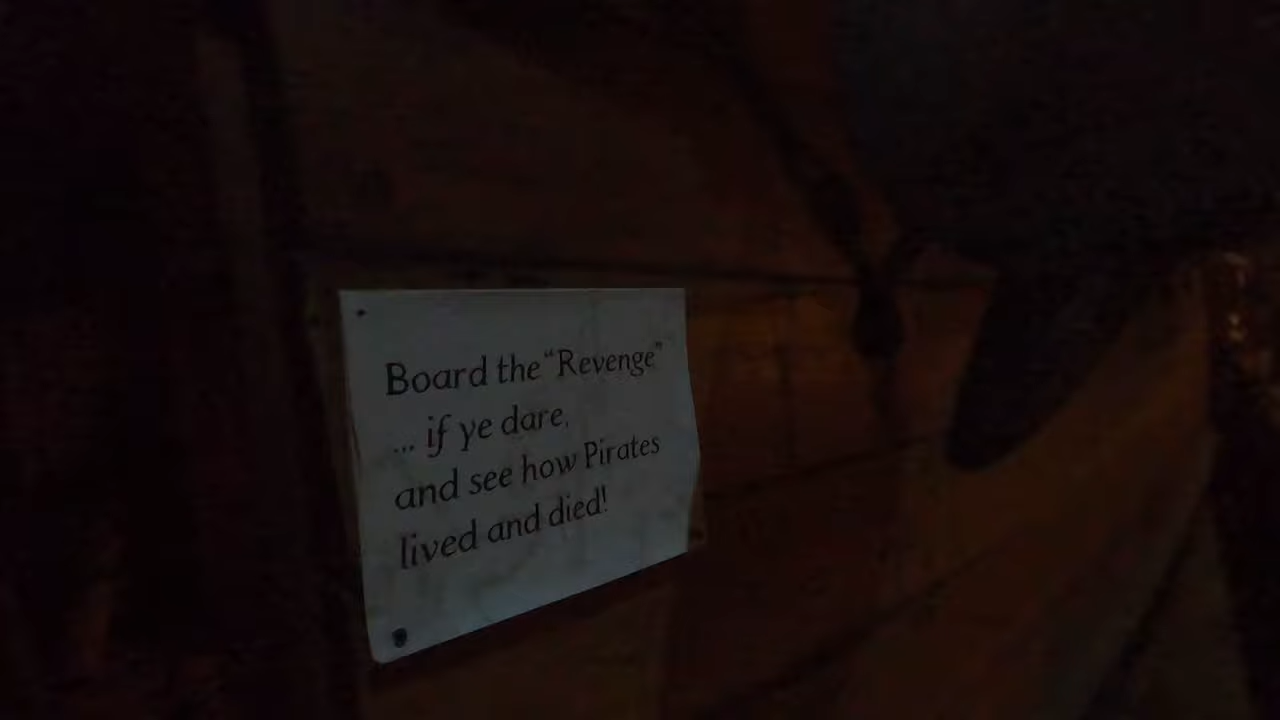 Board the “Revenge”
... if ye dare,
and see how Pirates
lived and died!